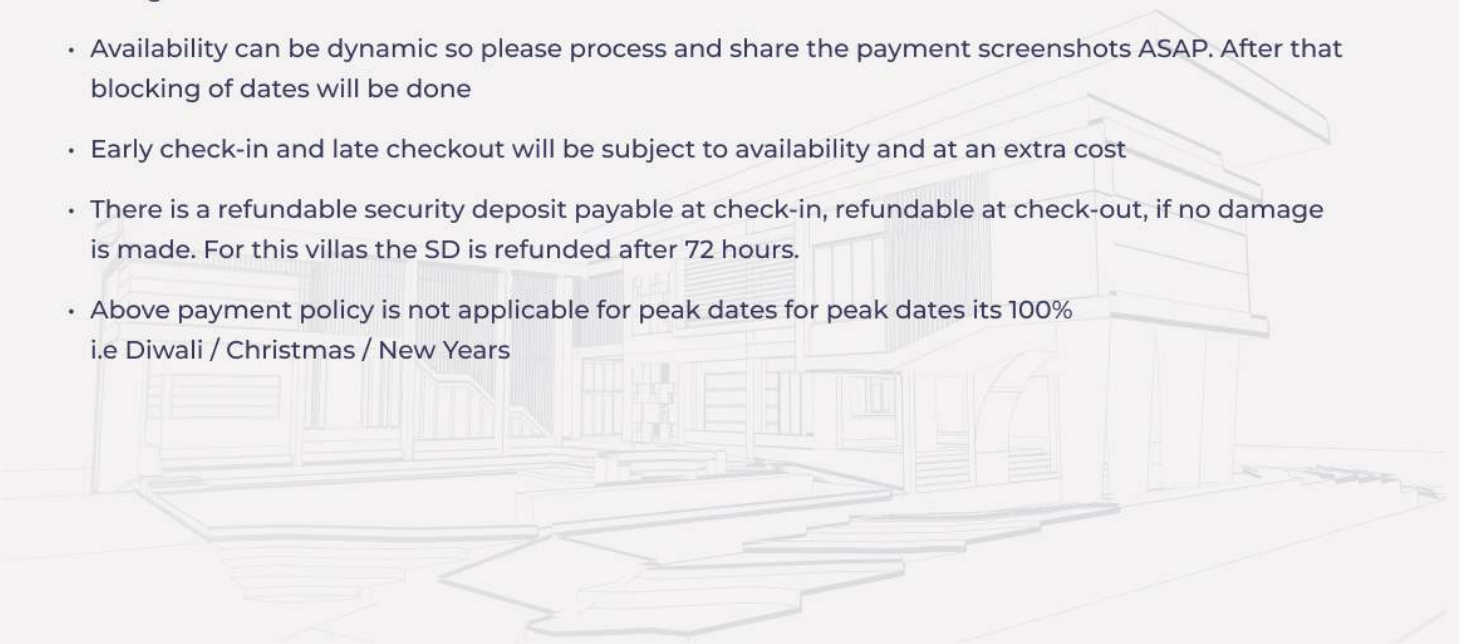 • Availability can be dynamic so please process and share the payment screenshots ASAP. After that
blocking of dates will be done
• Early check-in and late checkout will be subject to availability and at an extra cost
• There is a refundable security deposit payable at check-in, refundable at check-out, if no damage
is made. For this villas the SD is refunded after 72 hours.
• Above payment policy is not applicable for peak dates for peak dates its 100%
i.e Diwali / Christmas / New Years